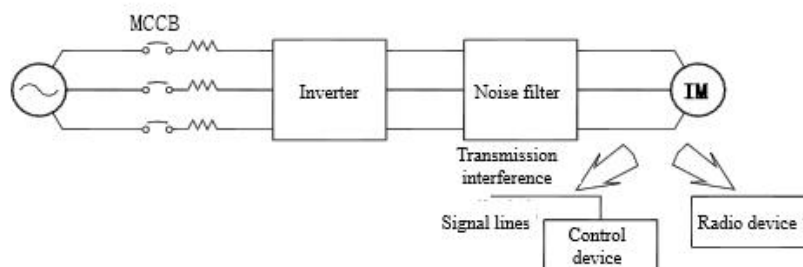 MCCB
Inverter
Noise filter
IM
Transmission
interference
Signal lines
Control
device
Radio device